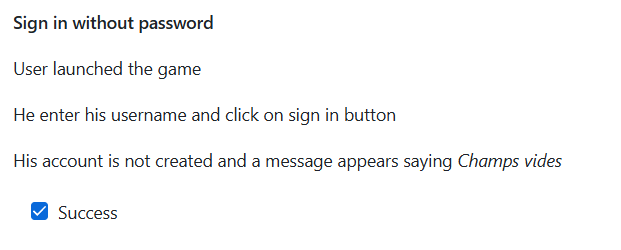 Sign in without password
User launched the game
He enter his username and click on sign in button
His account is not created and a message appears saying Champs vides
Success